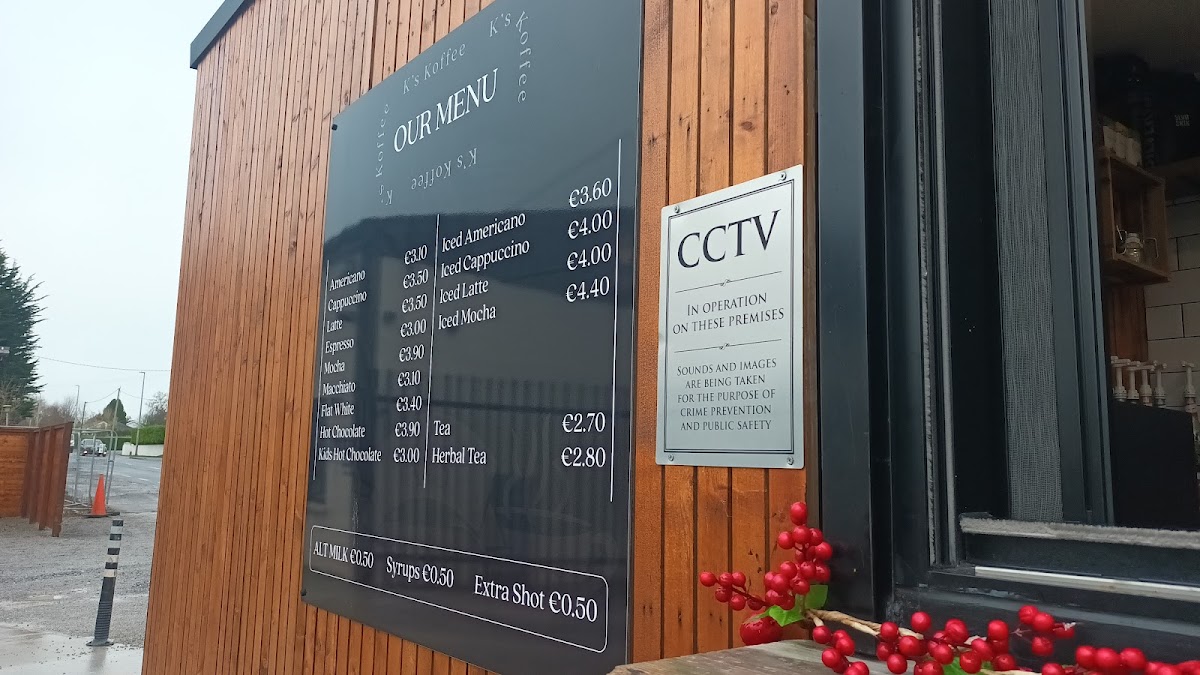 K's Koffee K's Koffee
K's Koffee
OUR MENU
K's Koffee
Americano €3.10
Cappuccino €3.50
Latte €3.50
Espresso €3.00
Mocha €3.90
Macchiato €3.10
Flat White €3.40
Hot Chocolate €3.90
Kids Hot Chocolate €3.00
Iced Americano €3.60
Iced Cappuccino €4.00
Iced Latte €4.00
Iced Mocha €4.40
Tea €2.70
Herbal Tea €2.80
ALT MILK €0.50 Syrups €0.50 Extra Shot €0.50
CCTV
IN OPERATION
ON THESE PREMISES
SOUNDS AND IMAGES
ARE BEING TAKEN
FOR THE PURPOSE OF
CRIME PREVENTION
AND PUBLIC SAFETY